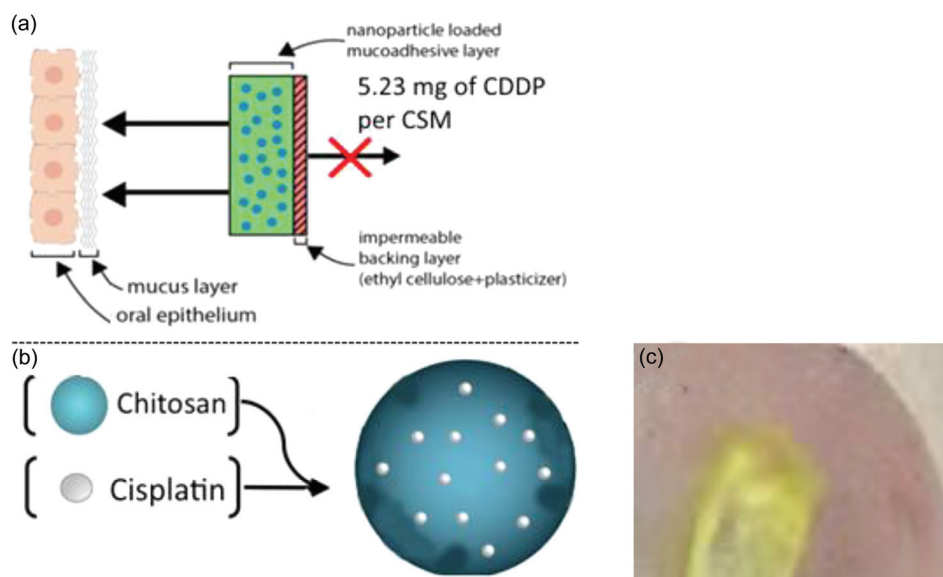 (a)
nanoparticle loaded
mucoadhesive layer
5.23 mg of CDDP
per CSM
impermeable
backing layer
(ethyl cellulose+plasticizer)
mucus layer
oral epithelium
(b)
Chitosan
Cisplatin
(c)